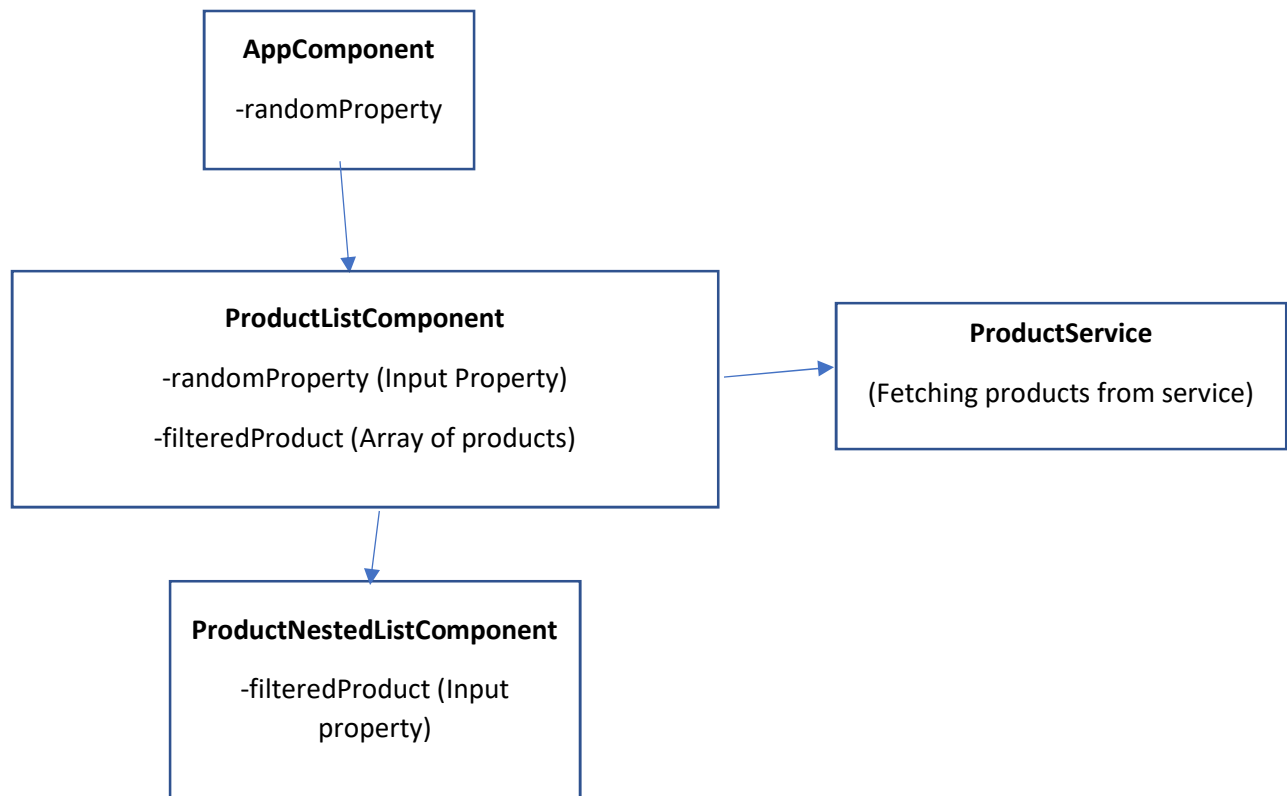 AppComponent
-randomProperty
ProductListComponent
-randomProperty (Input Property)
-filteredProduct (Array of products)
ProductService
(Fetching products from service)
ProductNestedListComponent
-filteredProduct (Input
property)